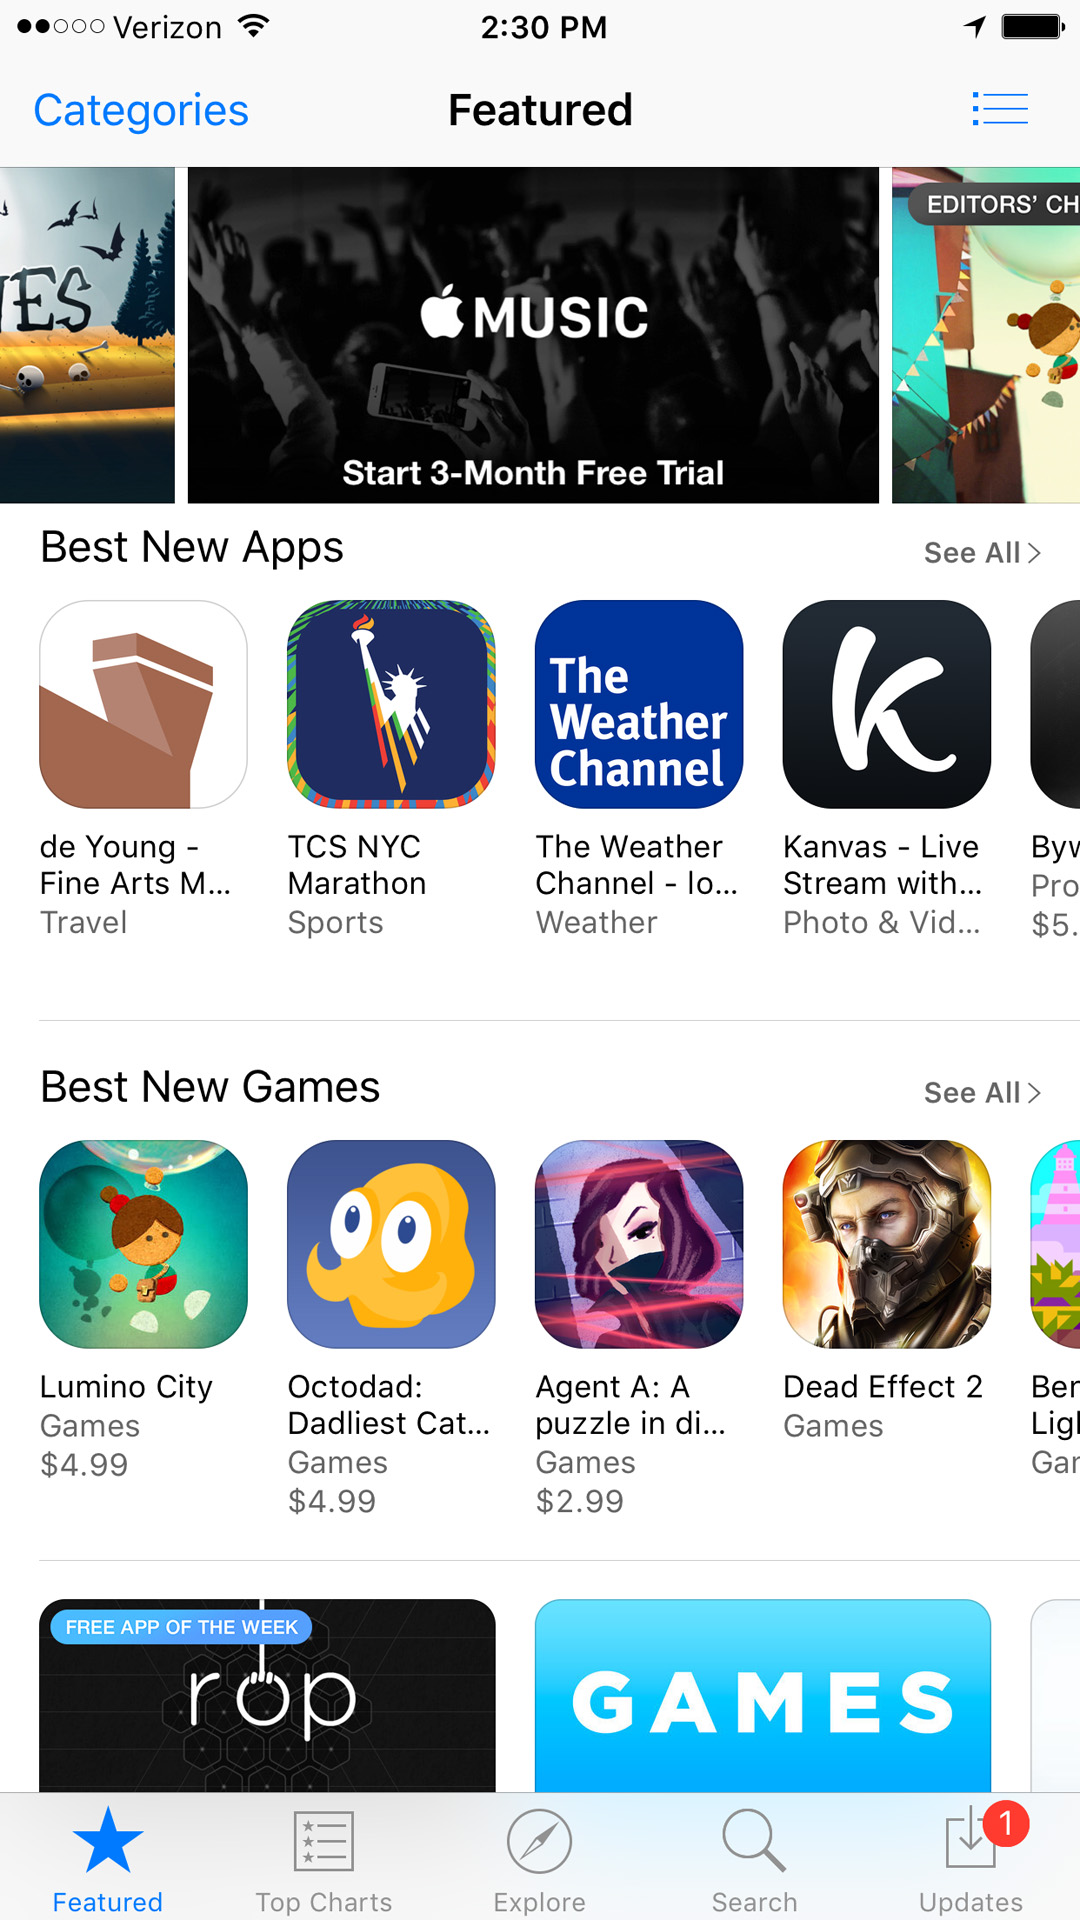 Verizon 2:30 PM
Categories Featured
EDITORS' CH
MUSIC
Start 3-Month Free Trial
Best New Apps See All
The
Weather
Channel
k
de Young -
Fine Arts M...
Travel
TCS NYC
Marathon
Sports
The Weather
Channel - lo...
Weather
Kanvas - Live
Stream with...
Photo & Vid...
Byw
Pro
$5.
Best New Games See All
Lumino City
Games
$4.99
Octodad:
Dadliest Cat...
Games
$4.99
Agent A: A
puzzle in di...
Games
$2.99
Dead Effect 2
Games
Ligh
Gar
FREE APP OF THE WEEK
rop
GAMES
1
Featured Top Charts Explore Search Updates